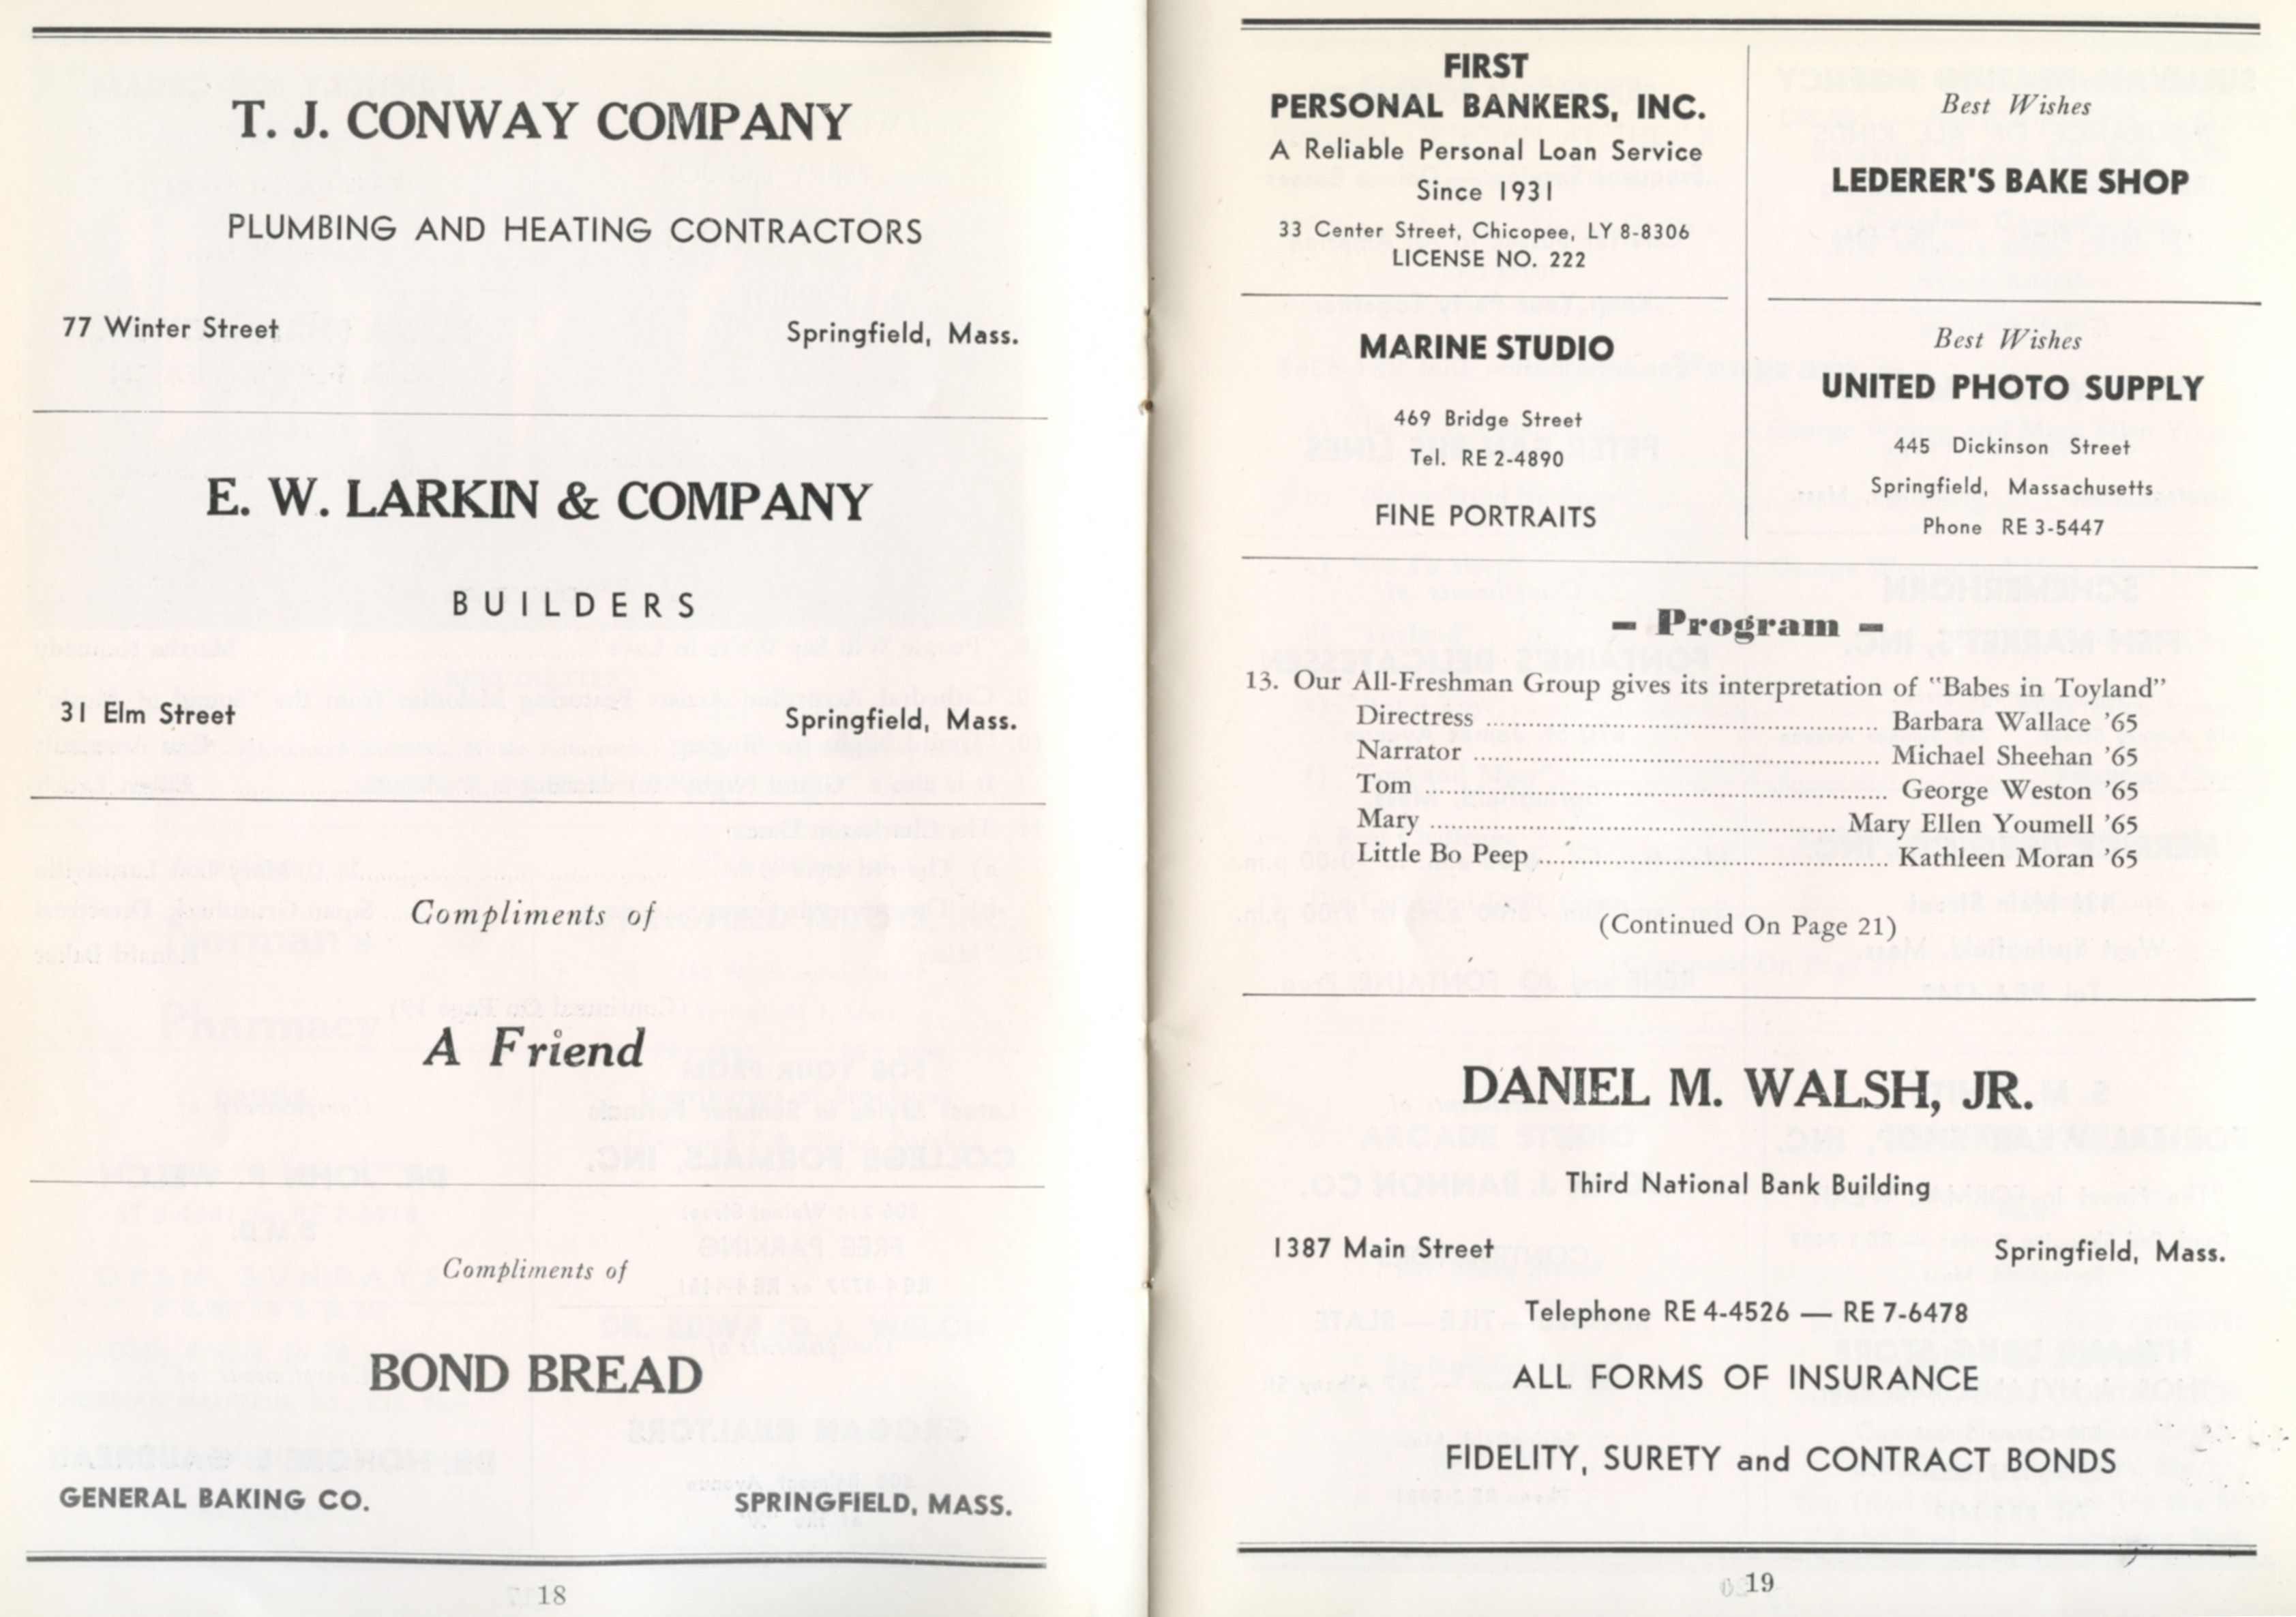 T. J. CONWAY COMPANY
PLUMBING AND HEATING CONTRACTORS
77 Winter Street Springfield, Mass.
E. W. LARKIN & COMPANY
BUILDERS
31 Elm Street Springfield, Mass.
Compliments of
A Friend
Compliments of
BOND BREAD
GENERAL BAKING CO. SPRINGFIELD, MASS.
18
FIRST
PERSONAL BANKERS, INC.
A Reliable Personal Loan Service
Since 1931
33 Center Street, Chicopee, LY 8-8306
LICENSE NO. 222
Best Wishes
LEDERER'S BAKE SHOP
MARINE STUDIO
469 Bridge Street
Tel. RE 2-4890
FINE PORTRAITS
Best Wishes
UNITED PHOTO SUPPLY
445 Dickinson Street
Springfield, Massachusetts
Phone RE 3-5447
– Program –
13. Our All-Freshman Group gives its interpretation of "Babes in Toyland"
Directress ........ Barbara Wallace '65
Narrator ........ Michael Sheehan '65
Tom ........ George Weston '65
Mary ........ Mary Ellen Youmell '65
Little Bo Peep ........ Kathleen Moran '65
(Continued On Page 21)
DANIEL M. WALSH, JR.
Third National Bank Building
1387 Main Street Springfield, Mass.
Telephone RE 4-4526 — RE 7-6478
ALL FORMS OF INSURANCE
FIDELITY, SURETY and CONTRACT BONDS
19